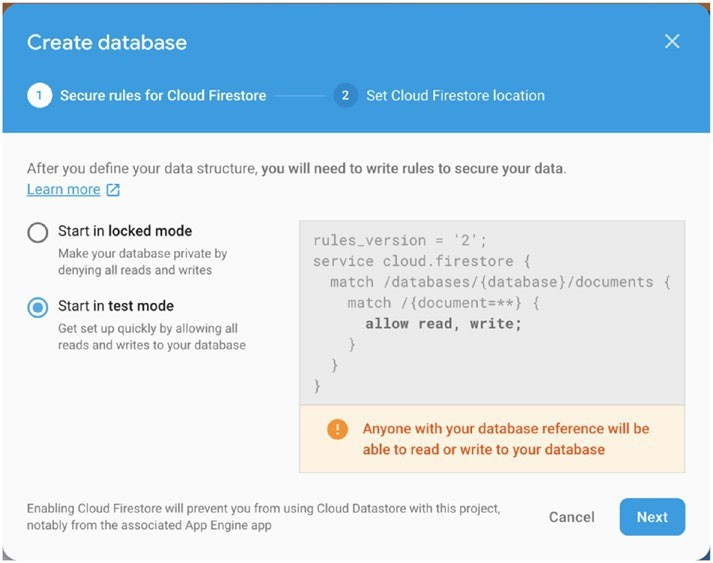 Create database
1 Secure rules for Cloud Firestore 2 Set Cloud Firestore location
After you define your data structure, you will need to write rules to secure your data.
Learn more
Start in locked mode
Make your database private by
denying all reads and writes
Start in test mode
Get set up quickly by allowing all
reads and writes to your database
rules_version = '2';
service cloud.firestore {
  match /databases/{database}/documents {
    match /{document=**} {
      allow read, write;
    }
  }
}
! Anyone with your database reference will be
able to read or write to your database
Enabling Cloud Firestore will prevent you from using Cloud Datastore with this project,
notably from the associated App Engine app
Cancel Next